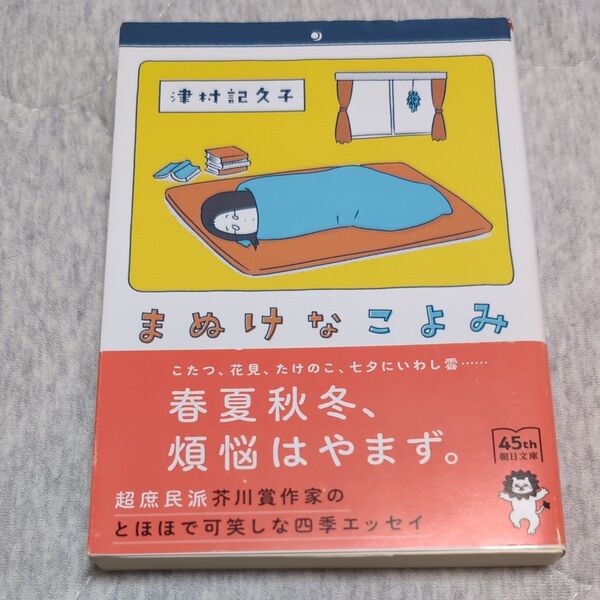 津村記久子
まぬけなこよみ
こたつ、花見、たけのこ、七夕にいわし雲……
春夏秋冬、
煩悩はやまず。
45th
朝日文庫
超庶民派芥川賞作家の
とほほで可笑しな四季エッセイ